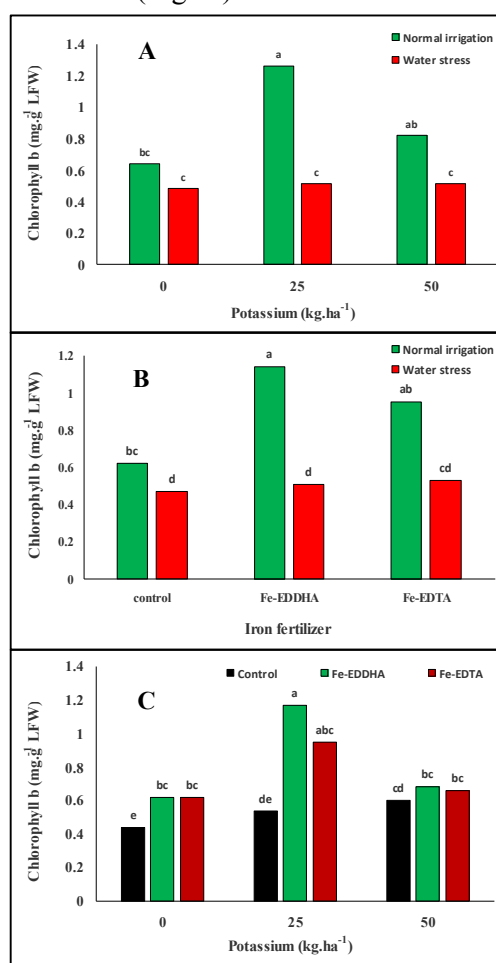 A
Normal irrigation
Water stress
Chlorophyll b (mg.g⁻¹ LFW)
1.4
1.2
1
0.8
0.6
0.4
0.2
0
bc
c
a
c
ab
c
0
25
50
Potassium (kg.ha⁻¹)
B
Normal irrigation
Water stress
Chlorophyll b (mg.g⁻¹ LFW)
1.2
1
0.8
0.6
0.4
0.2
0
bc
d
a
d
ab
cd
control
Fe-EDDHA
Fe-EDTA
Iron fertilizer
C
Control
Fe-EDDHA
Fe-EDTA
Chlorophyll b (mg.g⁻¹ LFW)
1.4
1.2
1
0.8
0.6
0.4
0.2
0
e
bc
bc
de
a
abc
cd
bc
bc
0
25
50
Potassium (kg.ha⁻¹)